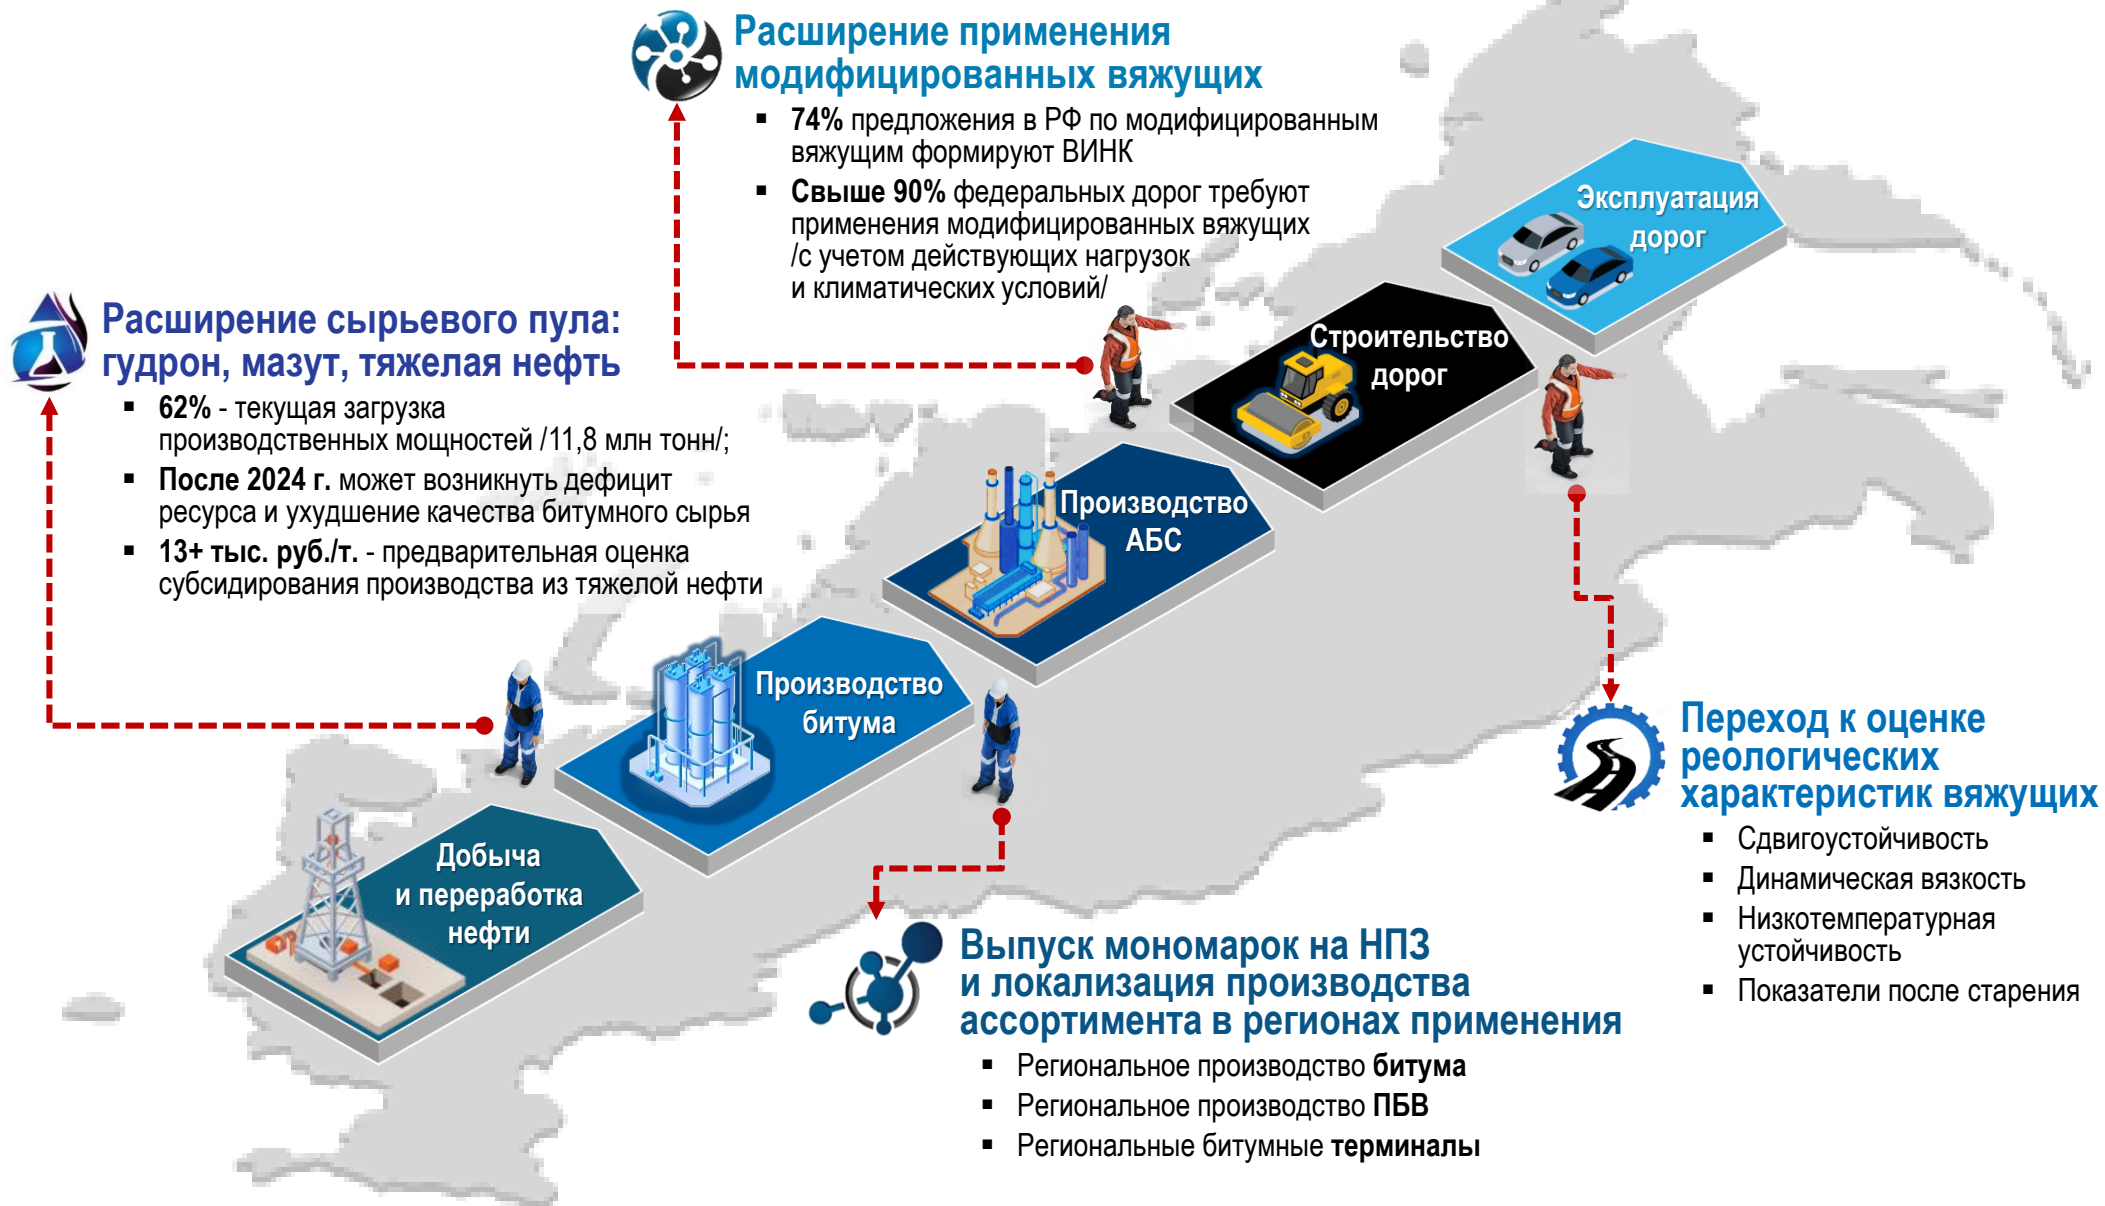 Расширение применения
модифицированных вяжущих
▪ 74% предложения в РФ по модифицированным
вяжущим формируют ВИНК
▪ Свыше 90% федеральных дорог требуют
применения модифицированных вяжущих
/с учетом действующих нагрузок
и климатических условий/
Расширение сырьевого пула:
гудрон, мазут, тяжелая нефть
▪ 62% - текущая загрузка
производственных мощностей /11,8 млн тонн/;
▪ После 2024 г. может возникнуть дефицит
ресурса и ухудшение качества битумного сырья
▪ 13+ тыс. руб./т. - предварительная оценка
субсидирования производства из тяжелой нефти
Эксплуатация
дорог
Строительство
дорог
Производство
АБС
Производство
битума
Добыча
и переработка
нефти
Переход к оценке
реологических
характеристик вяжущих
▪ Сдвигоустойчивость
▪ Динамическая вязкость
▪ Низкотемпературная
устойчивость
▪ Показатели после старения
Выпуск мономарок на НПЗ
и локализация производства
ассортимента в регионах применения
▪ Региональное производство битума
▪ Региональное производство ПБВ
▪ Региональные битумные терминалы